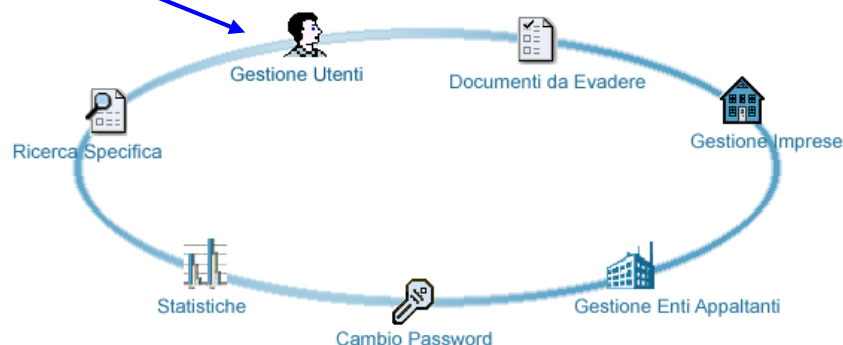 Gestione Utenti
Documenti da Evadere
Gestione Imprese
Ricerca Specifica
Statistiche
Gestione Enti Appaltanti
Cambio Password